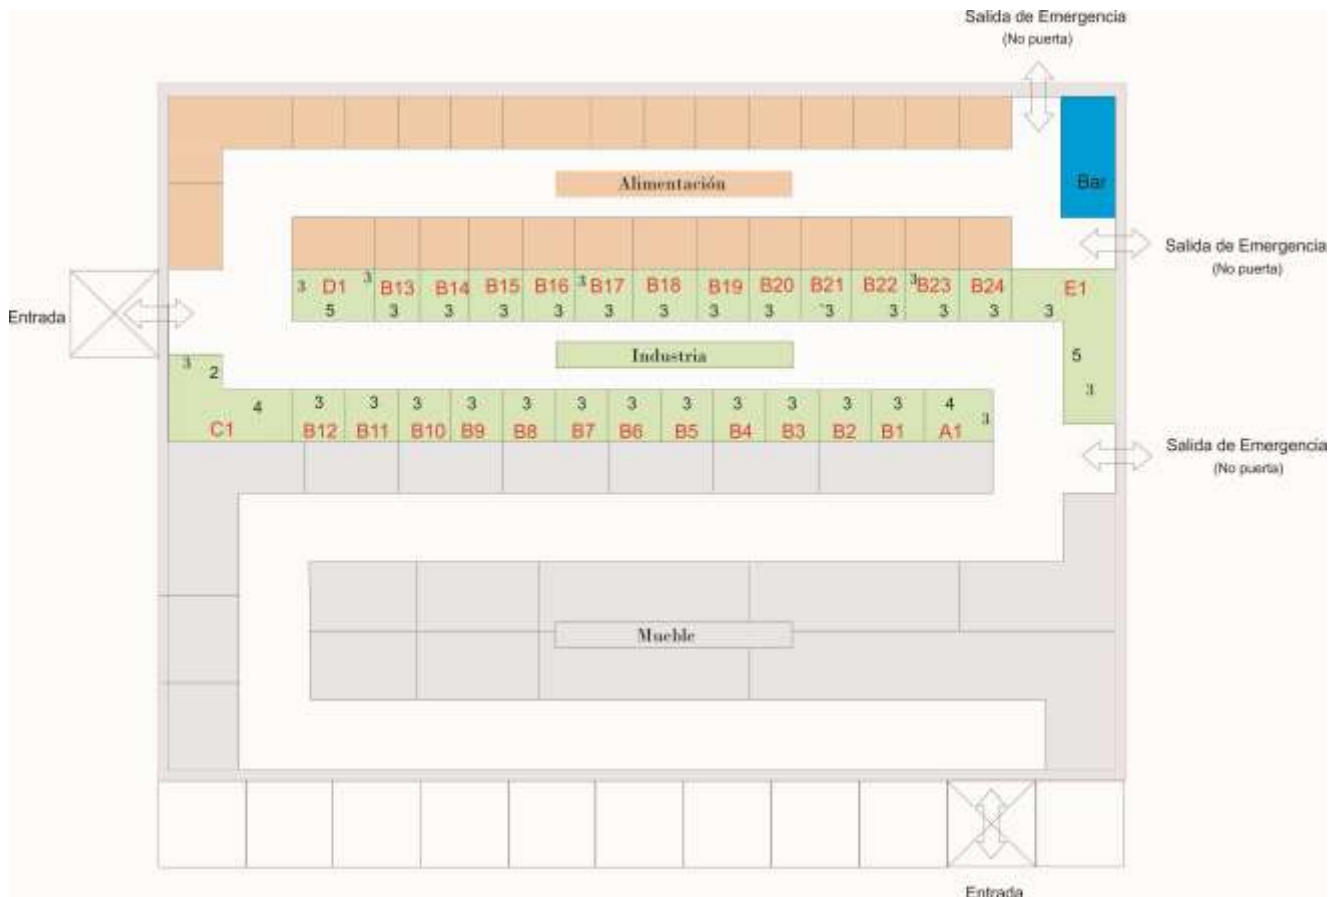 Salida de Emergencia
(No puerta)
Alimentación
Bar
Salida de Emergencia
(No puerta)
3 D1 3 B13 B14 B15 B16 3 B17 B18 B19 B20 B21 B22 3 B23 B24 E1
5 3 3 3 3 3 3 3 3 `3 3 3 3 3
Entrada
Industria
3
2
5
3
4 3 3 3 3 3 3 3 3 3 3 3 3 4 3
C1 B12 B11 B10 B9 B8 B7 B6 B5 B4 B3 B2 B1 A1
Salida de Emergencia
(No puerta)
Mueble
Entrada